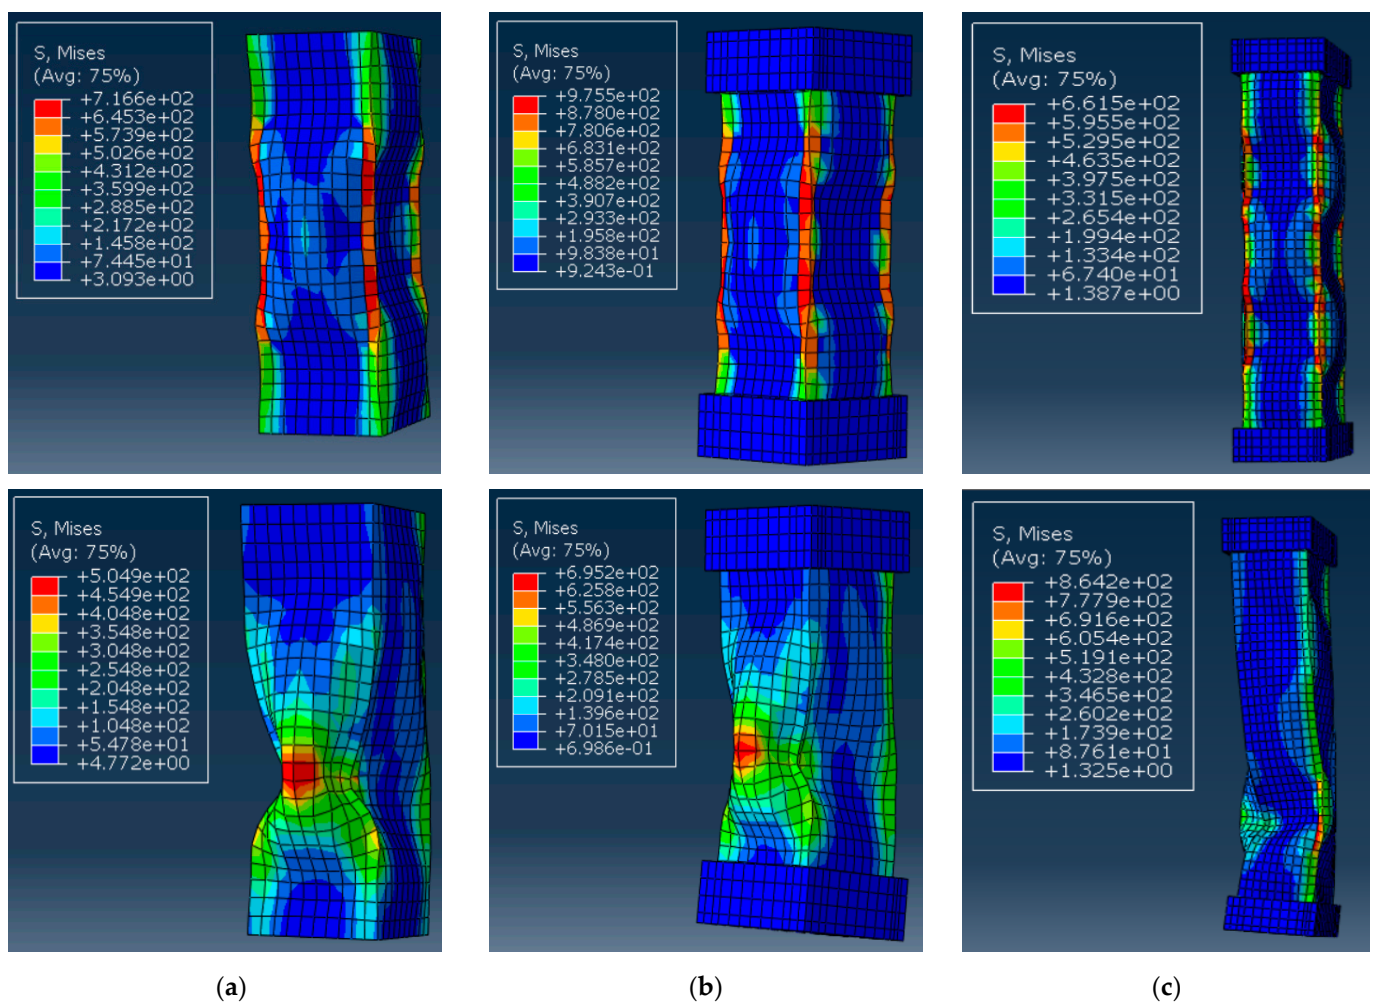 S, Mises
(Avg: 75%)
+7.166e+02
+6.453e+02
+5.739e+02
+5.026e+02
+4.312e+02
+3.599e+02
+2.885e+02
+2.172e+02
+1.458e+02
+7.445e+01
+3.093e+00
S, Mises
(Avg: 75%)
+9.755e+02
+8.780e+02
+7.806e+02
+6.831e+02
+5.857e+02
+4.882e+02
+3.907e+02
+2.933e+02
+1.958e+02
+9.838e+01
+9.243e-01
S, Mises
(Avg: 75%)
+6.615e+02
+5.955e+02
+5.295e+02
+4.635e+02
+3.975e+02
+3.315e+02
+2.654e+02
+1.994e+02
+1.334e+02
+6.740e+01
+1.387e+00
S, Mises
(Avg: 75%)
+5.049e+02
+4.549e+02
+4.048e+02
+3.548e+02
+3.048e+02
+2.548e+02
+2.048e+02
+1.548e+02
+1.048e+02
+5.478e+01
+4.772e+00
S, Mises
(Avg: 75%)
+6.952e+02
+6.258e+02
+5.563e+02
+4.869e+02
+4.174e+02
+3.480e+02
+2.785e+02
+2.091e+02
+1.396e+02
+7.015e+01
+6.986e-01
S, Mises
(Avg: 75%)
+8.642e+02
+7.779e+02
+6.916e+02
+6.054e+02
+5.191e+02
+4.328e+02
+3.465e+02
+2.602e+02
+1.739e+02
+8.761e+01
+1.325e+00
(a)
(b)
(c)